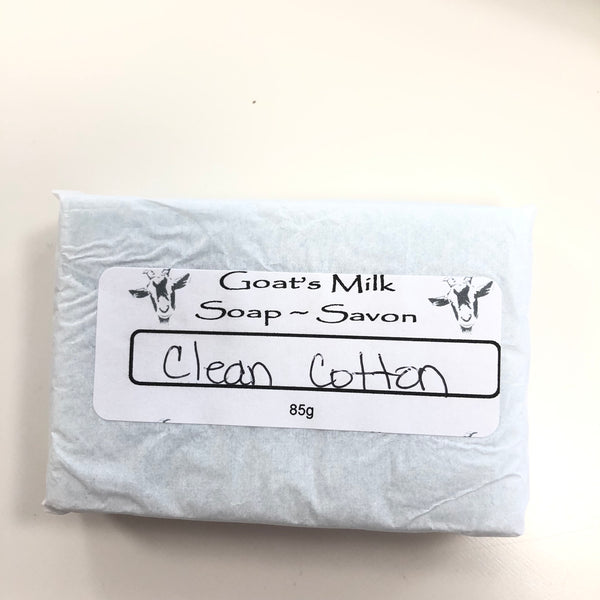 Goat's Milk
Soap ~ Savon
Clean Cotton
85g